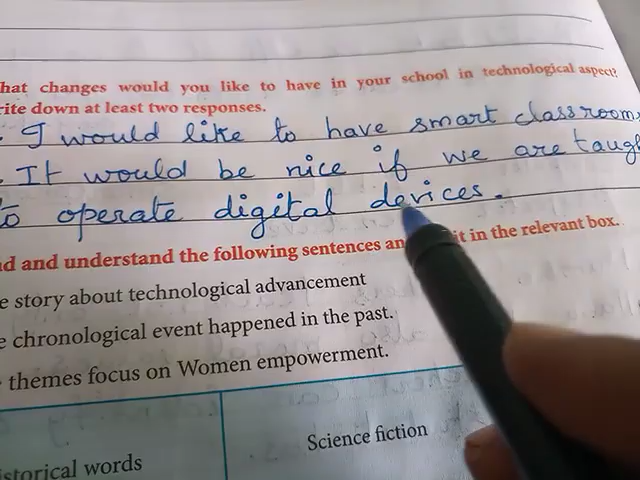 hat changes would you like to have in your school in technological aspect?
rite down at least two responses.
I would like to have smart classrooms
. It would be nice if we are taugh
to operate digital devices.
d and understand the following sentences an it in the relevant box.
e story about technological advancement
e chronological event happened in the past.
themes focus on Women empowerment.
Science fiction
istorical words